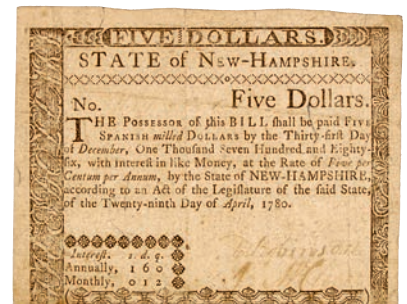 FIVE DOLLARS.
STATE of NEW-HAMPSHIRE.
No. Five Dollars.
THE POSSESSOR of this BILL shall be paid FIVE
SPANISH milled DOLLARS by the Thirty-first Day
of December, One Thousand Seven Hundred and Eighty-
six, with interest in like Money, at the Rate of Five per
Centum per Annum, by the State of NEW-HAMPSHIRE,
according to an Act of the Legislature of the said State,
of the Twenty-ninth Day of April, 1780.
Interest. s. d. q.
Annually, 1 6 0
Monthly, 0 1 2
Robinson